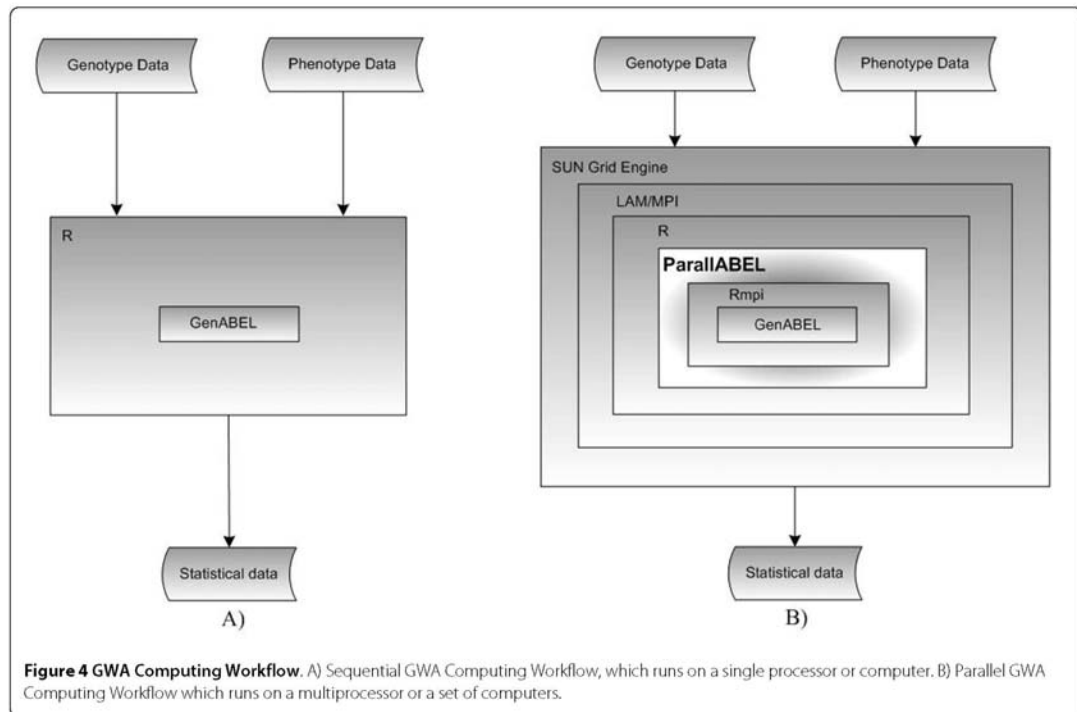 Genotype Data
Phenotype Data
R
GenABEL
Statistical data
A)
Genotype Data
Phenotype Data
SUN Grid Engine
LAM/MPI
R
ParallABEL
Rmpi
GenABEL
Statistical data
B)
Figure 4 GWA Computing Workflow. A) Sequential GWA Computing Workflow, which runs on a single processor or computer. B) Parallel GWA
Computing Workflow which runs on a multiprocessor or a set of computers.